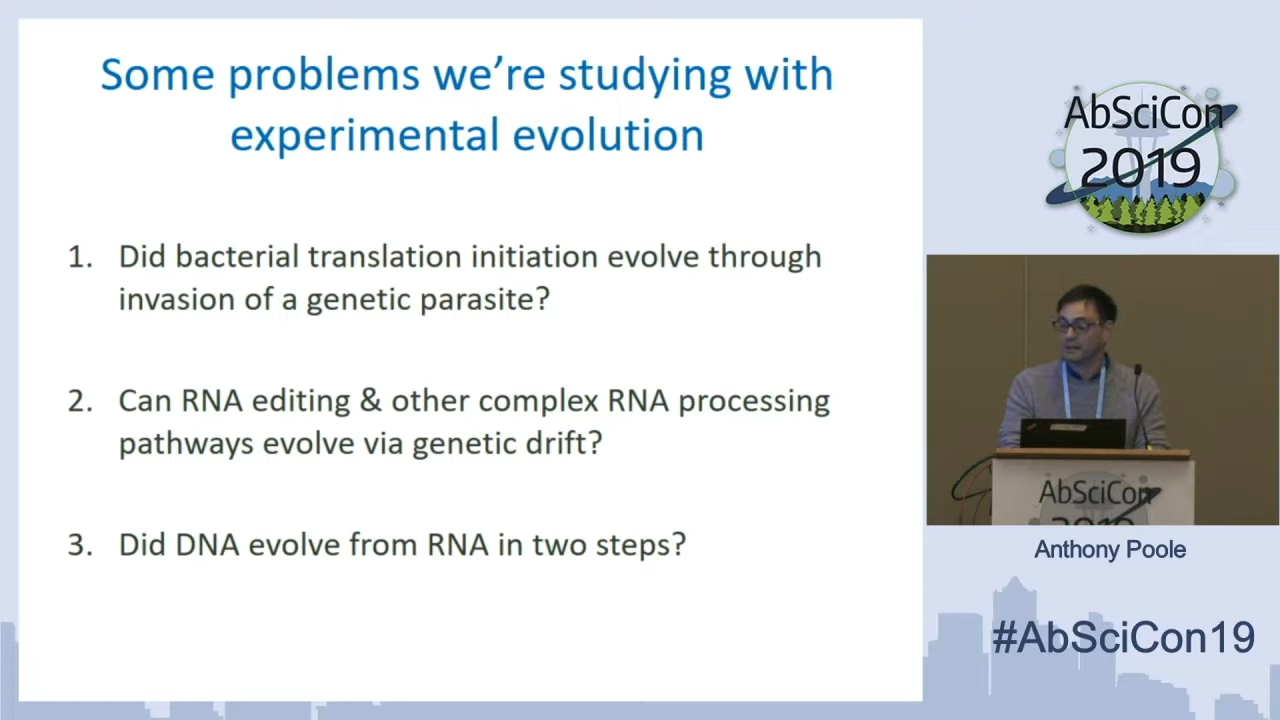 Some problems we're studying with
experimental evolution
1. Did bacterial translation initiation evolve through
invasion of a genetic parasite?
2. Can RNA editing & other complex RNA processing
pathways evolve via genetic drift?
3. Did DNA evolve from RNA in two steps?
AbSciCon
2019
AbSciCon
2019
Anthony Poole
#AbSciCon19